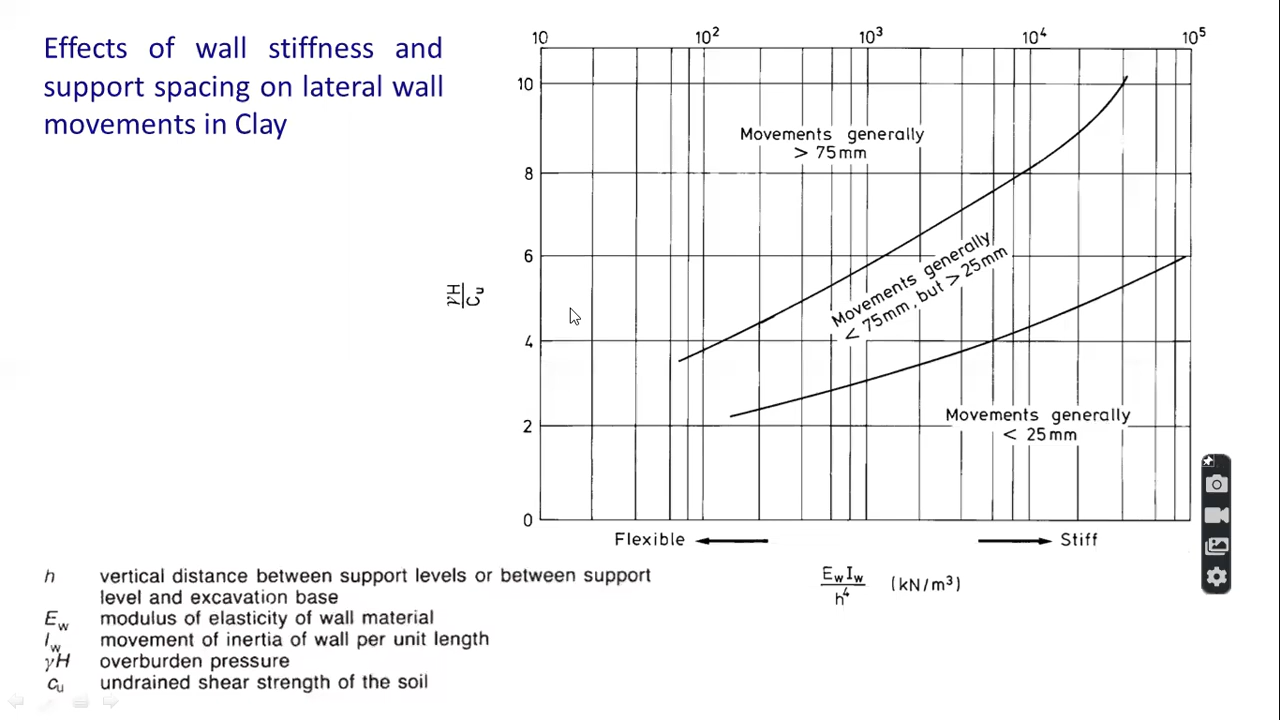 Effects of wall stiffness and
support spacing on lateral wall
movements in Clay
10 10² 10³ 10⁴ 10⁵
10
8
6
4
2
0
γH
Cu
Movements generally
> 75mm
Movements generally
< 75mm, but > 25mm
Movements generally
< 25mm
Flexible
Stiff
EwIw
h⁴
(kN/m³)
h vertical distance between support levels or between support
level and excavation base
Ew modulus of elasticity of wall material
Iw movement of inertia of wall per unit length
γH overburden pressure
cu undrained shear strength of the soil